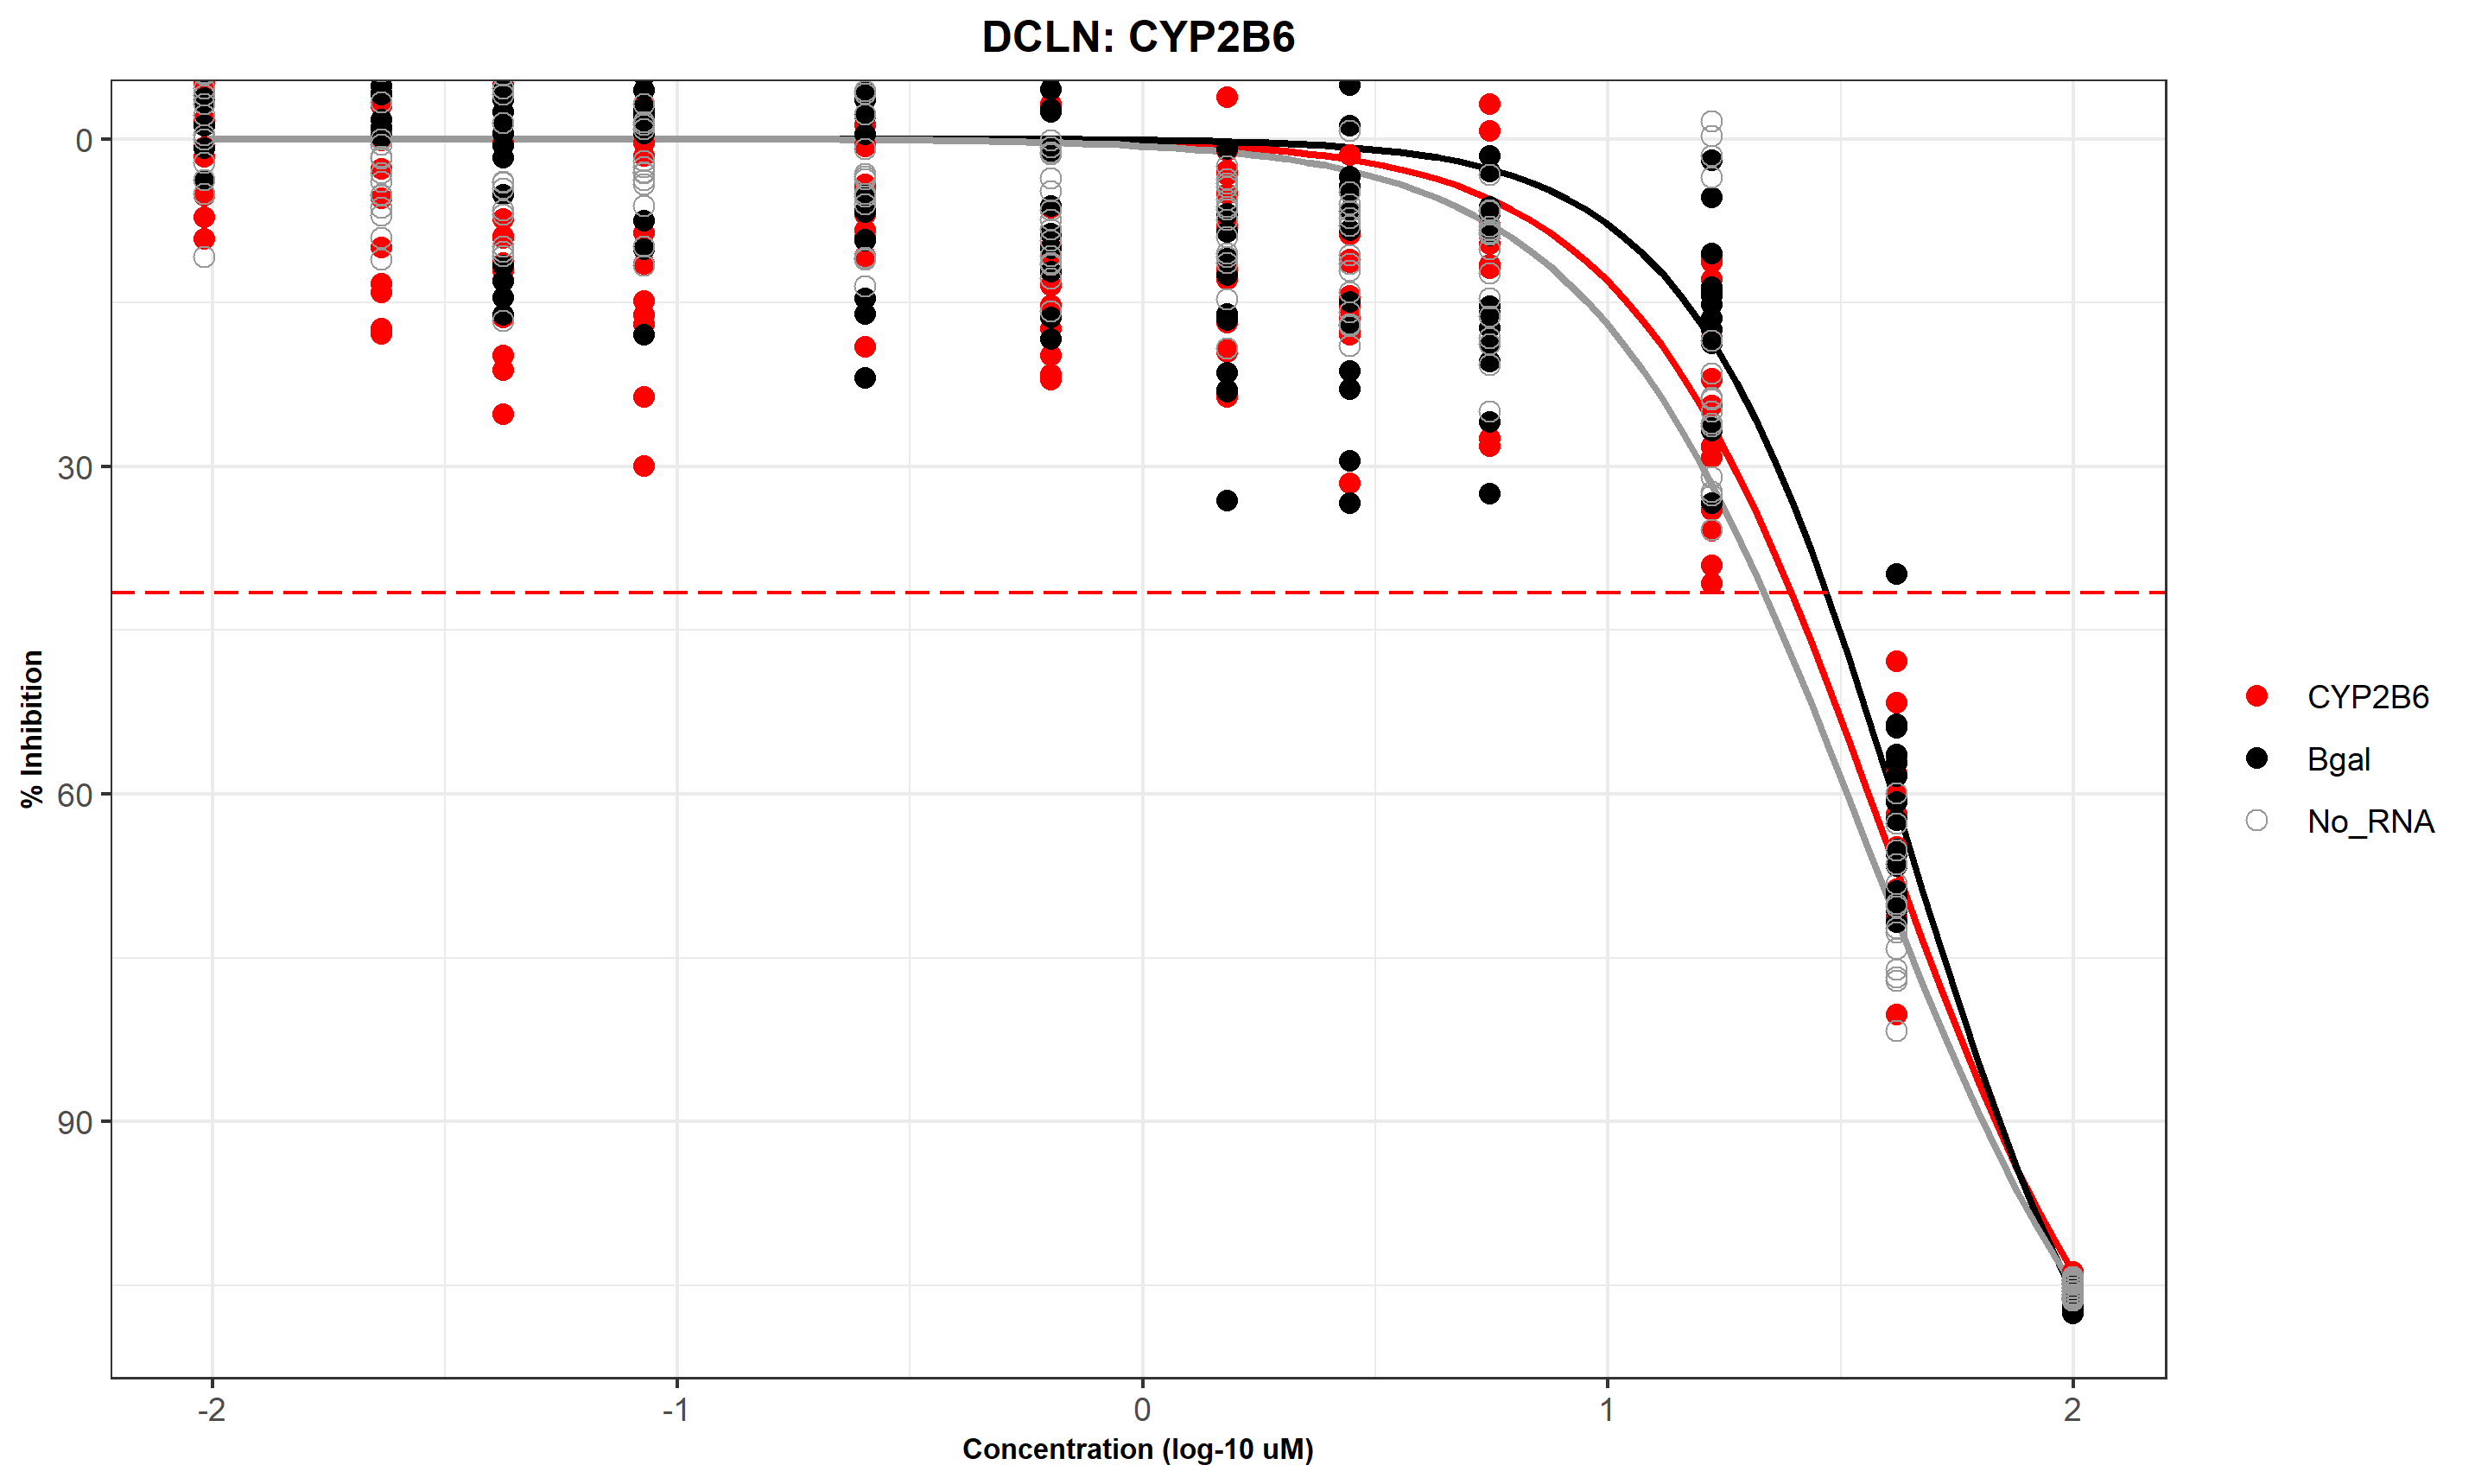 DCLN: CYP2B6
0
30
60
90
% Inhibition
-2 -1 0 1 2
Concentration (log-10 uM)
CYP2B6
Bgal
No_RNA